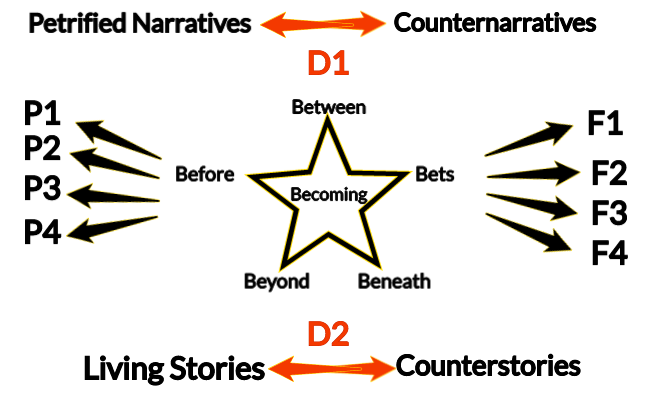 Petrified Narratives Counternarratives
D1
Between
P1
P2
P3
P4
Before
Becoming
Bets
Beyond
Beneath
F1
F2
F3
F4
D2
Living Stories Counterstories